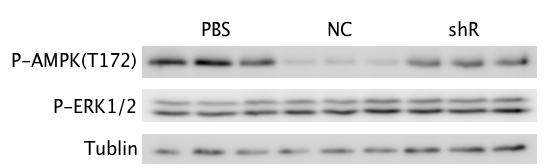 PBS NC shR
P-AMPK(T172)
P-ERK1/2
Tublin